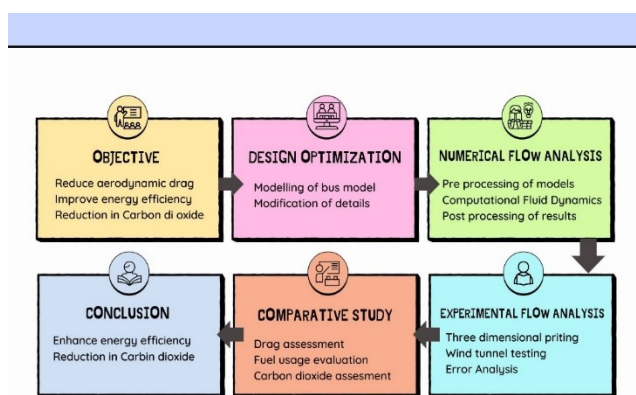 OBJECTIVE
Reduce aerodynamic drag
Improve energy efficiency
Reduction in Carbon di oxide
DESIGN OPTIMIZATION
Modelling of bus model
Modification of details
NUMERICAL FLOW ANALYSIS
Pre processing of models
Computational Fluid Dynamics
Post processing of results
CONCLUSION
Enhance energy efficiency
Reduction in Carbin dioxide
COMPARATIVE STUDY
Drag assessment
Fuel usage evaluation
Carbon dioxide assesment
EXPERIMENTAL FLOW ANALYSIS
Three dimensional priting
Wind tunnel testing
Error Analysis